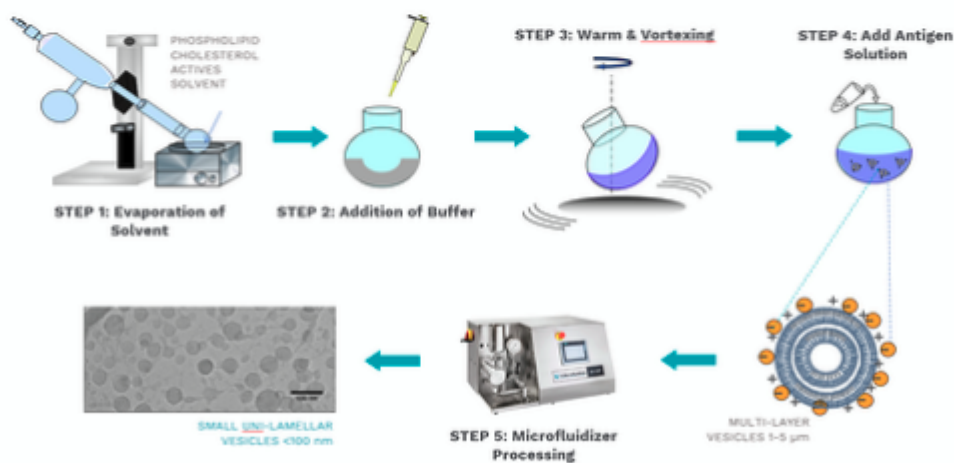 PHOSPHOLIPID
CHOLESTEROL
ACTIVES
SOLVENT
STEP 1: Evaporation of
Solvent
STEP 2: Addition of Buffer
STEP 3: Warm & Vortexing
STEP 4: Add Antigen
Solution
MULTI-LAYER
VESICLES 1-5 µm
STEP 5: Microfluidizer
Processing
SMALL UNI-LAMELLAR
VESICLES <100 nm